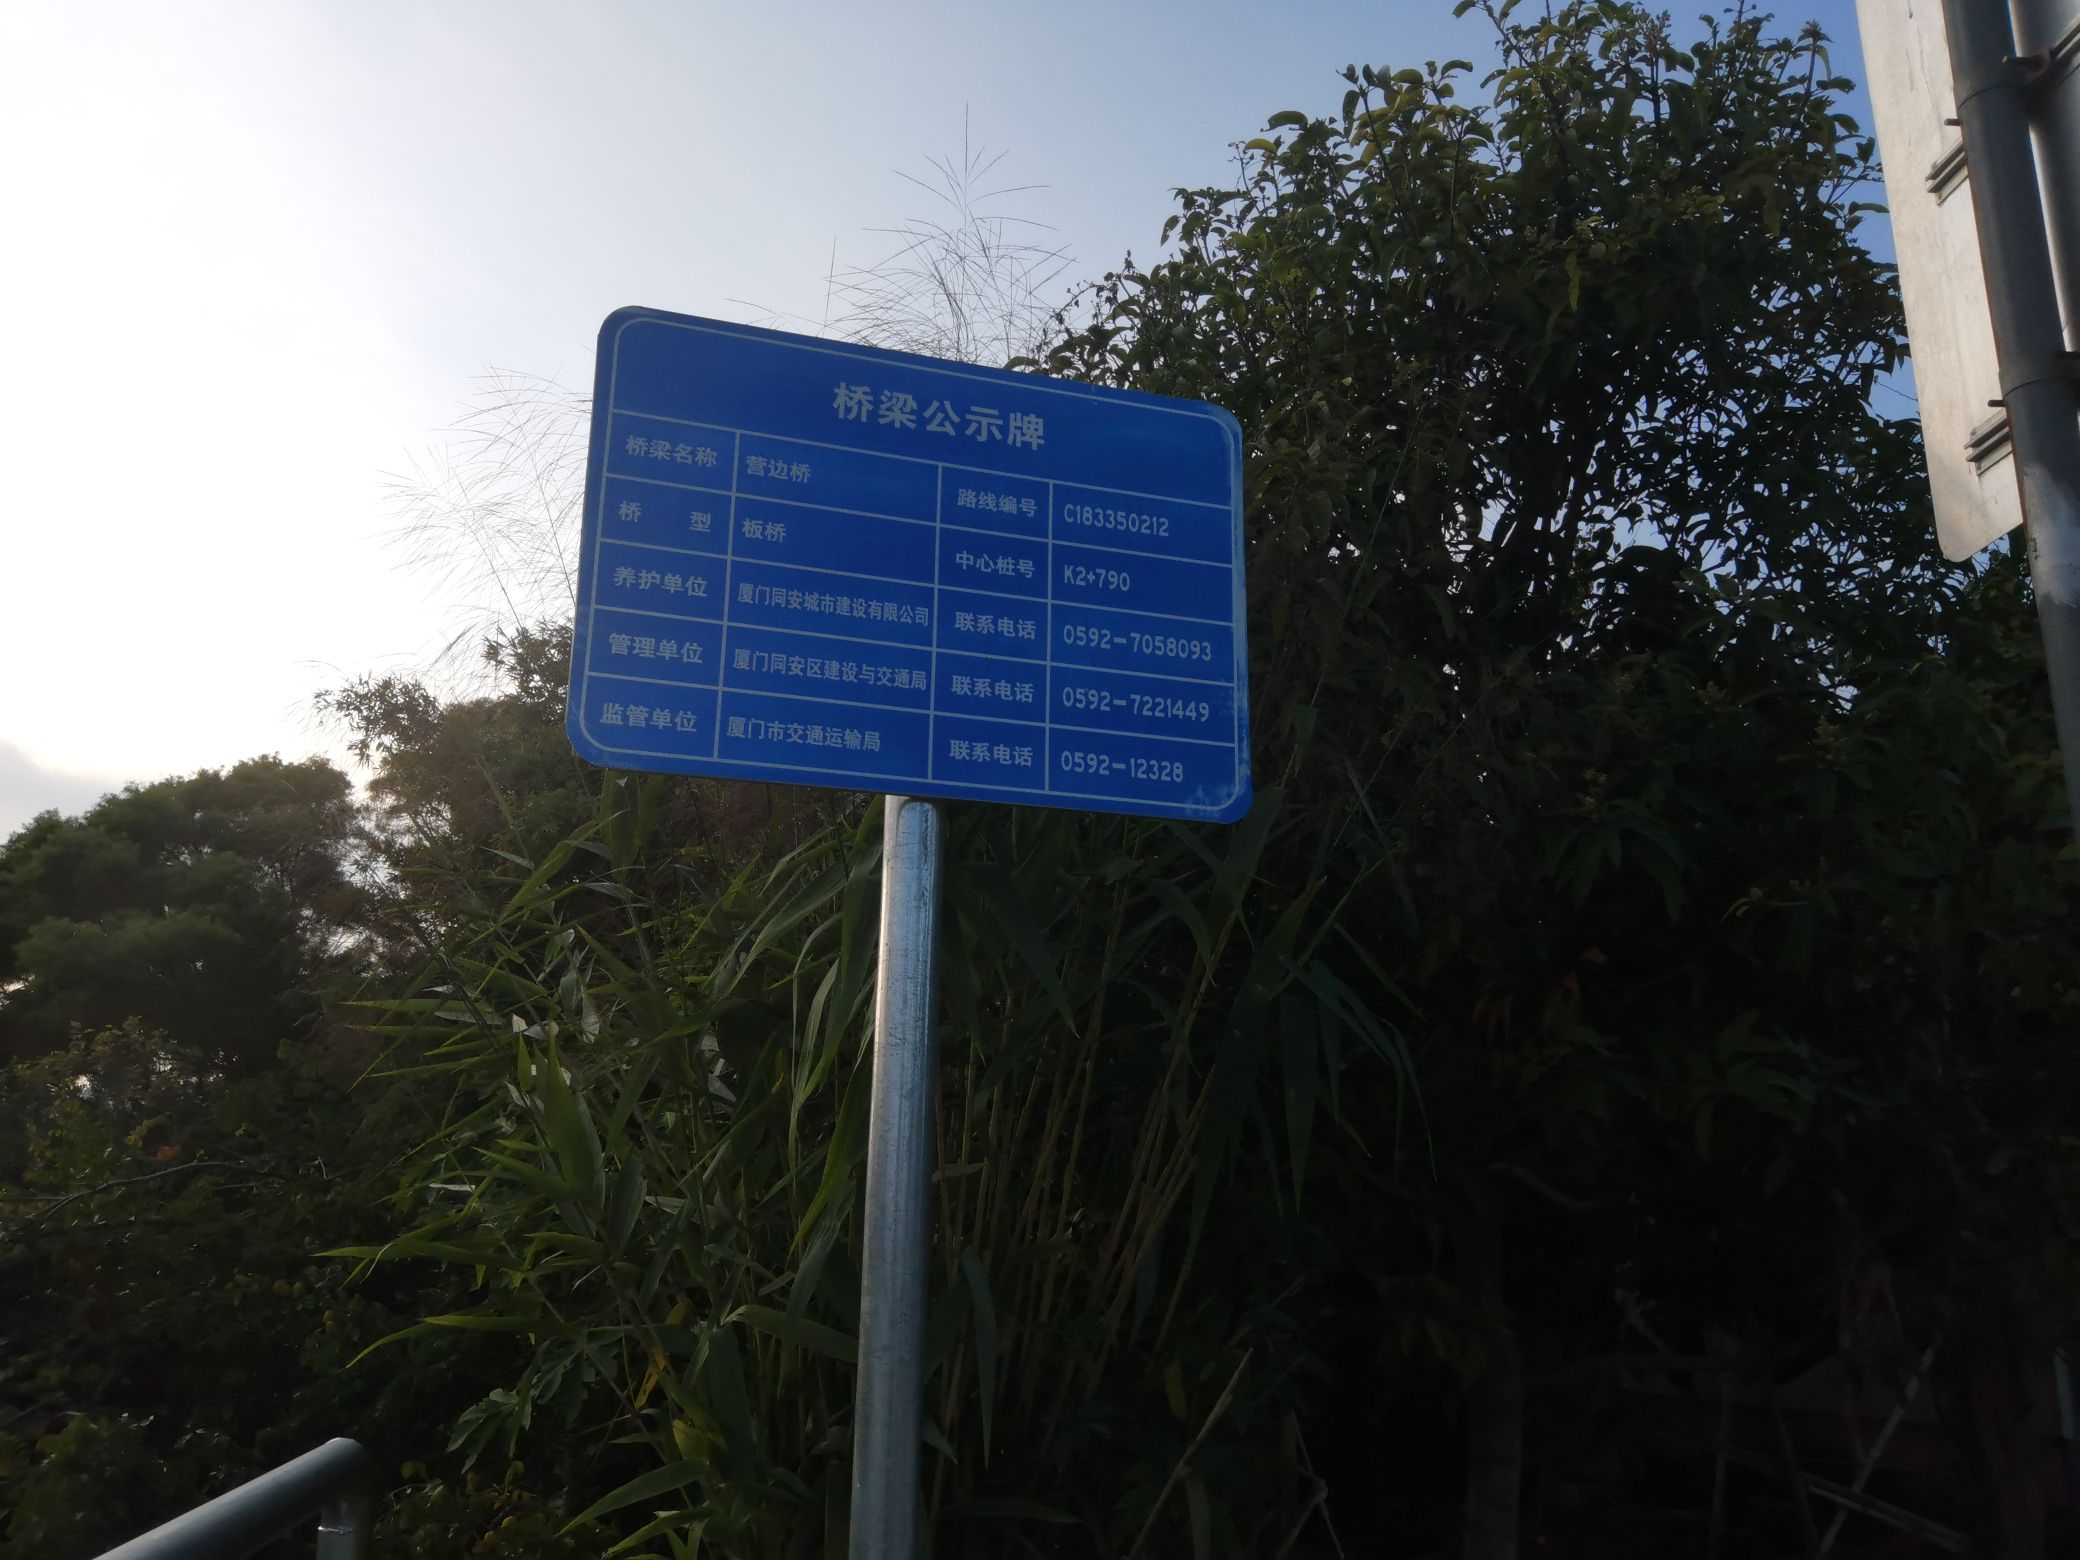 桥梁公示牌
桥梁名称 营边桥 路线编号 C183350212
桥型 板桥 中心桩号 K2+790
养护单位 厦门同安城市建设有限公司 联系电话 0592-7058093
管理单位 厦门同安区建设与交通局 联系电话 0592-7221449
监管单位 厦门市交通运输局 联系电话 0592-12328